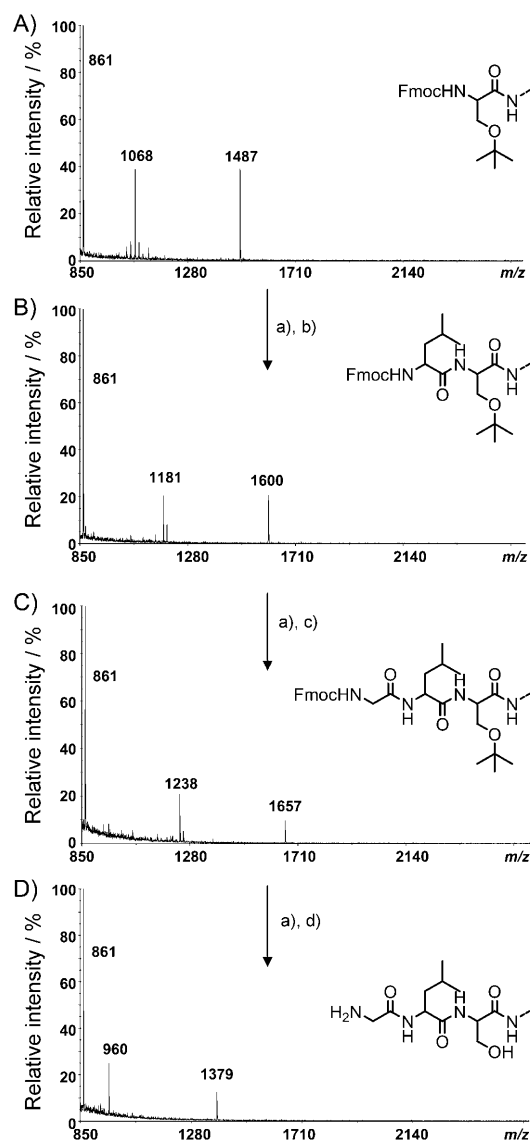 A)
Relative intensity / %
100
80
60
40
20
0
861
1068
1487
850
1280
1710
2140
m/z
O
FmocHN
N
H
O
B)
a), b)
Relative intensity / %
100
80
60
40
20
0
861
1181
1600
850
1280
1710
2140
m/z
H
N
O
FmocHN
O
N
H
O
C)
a), c)
Relative intensity / %
100
80
60
40
20
0
861
1238
1657
850
1280
1710
2140
m/z
O
H
N
O
FmocHN
N
H
O
N
H
O
D)
a), d)
Relative intensity / %
100
80
60
40
20
0
861
960
1379
850
1280
1710
2140
m/z
O
H
N
O
H2N
N
H
O
N
H
OH